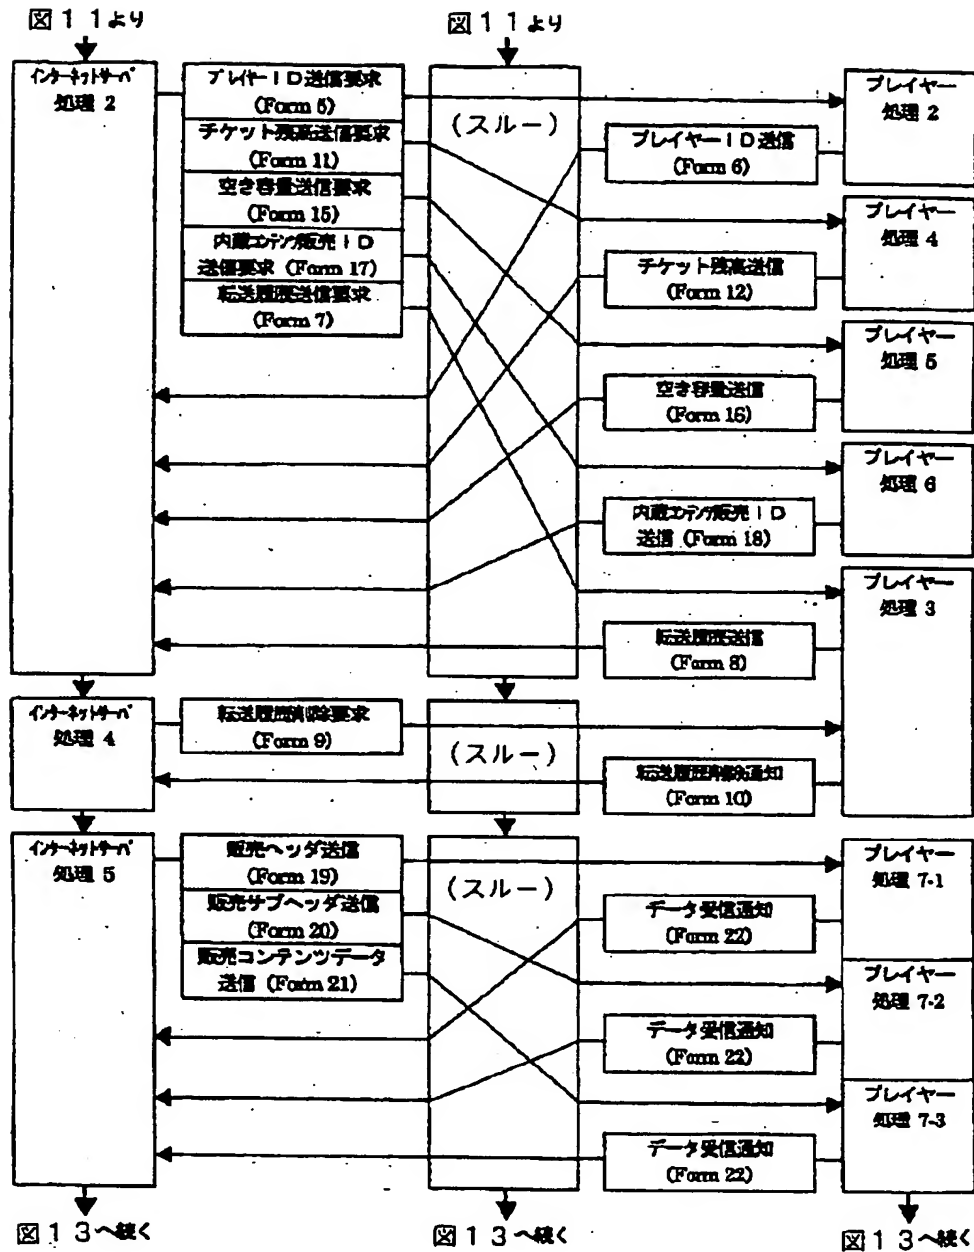 図11より
図11より
インターネットサーバ
処理 2
プレイヤーID送信要求
(Form 5)
チケット残高送信要求
(Form 11)
空き容量送信要求
(Form 15)
内蔵コンテンツ販売ID
送信要求 (Form 17)
転送履歴送信要求
(Form 7)
(スルー)
プレイヤーID送信
(Form 6)
チケット残高送信
(Form 12)
空き容量送信
(Form 16)
内蔵コンテンツ販売ID
送信 (Form 18)
転送履歴送信
(Form 8)
プレイヤー
処理 2
プレイヤー
処理 4
プレイヤー
処理 5
プレイヤー
処理 6
プレイヤー
処理 3
インターネットサーバ
処理 4
転送履歴削除要求
(Form 9)
(スルー)
転送履歴削除通知
(Form 10)
インターネットサーバ
処理 5
販売ヘッダ送信
(Form 19)
販売サブヘッダ送信
(Form 20)
販売コンテンツデータ
送信 (Form 21)
(スルー)
データ受信通知
(Form 22)
データ受信通知
(Form 22)
データ受信通知
(Form 22)
プレイヤー
処理 7-1
プレイヤー
処理 7-2
プレイヤー
処理 7-3
図13へ続く
図13へ続く
図13へ続く